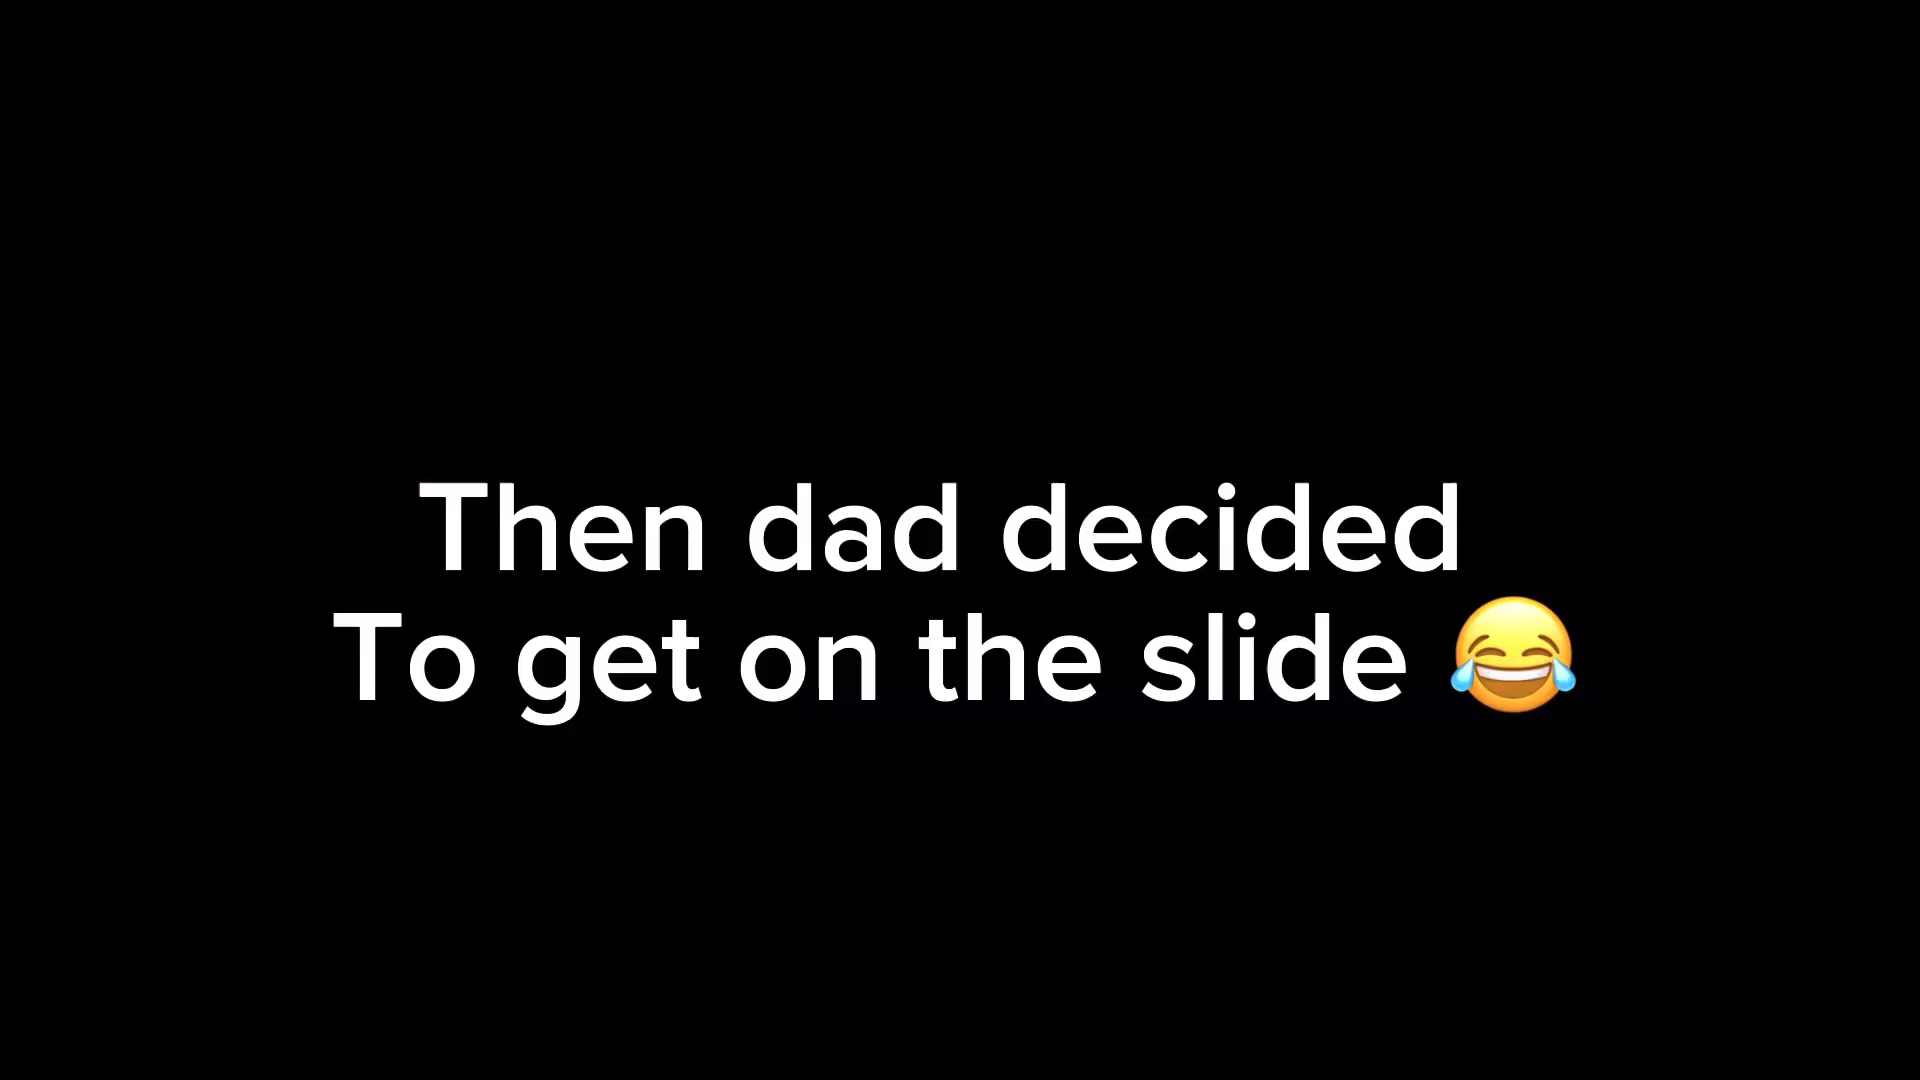 Then dad decided
To get on the slide 😂